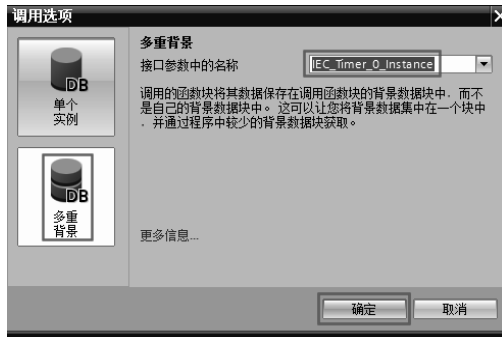 调用选项
多重背景
接口参数中的名称
IEC_Timer_0_Instance
DB
单个
实例
调用的函数块将其数据保存在调用函数块的背景数据块中，而不
是自己的背景数据块中。 这可以让您将背景数据集中在一个块中
，并通过程序中较少的背景数据块获取。
DB
多重
背景
更多信息...
确定
取消